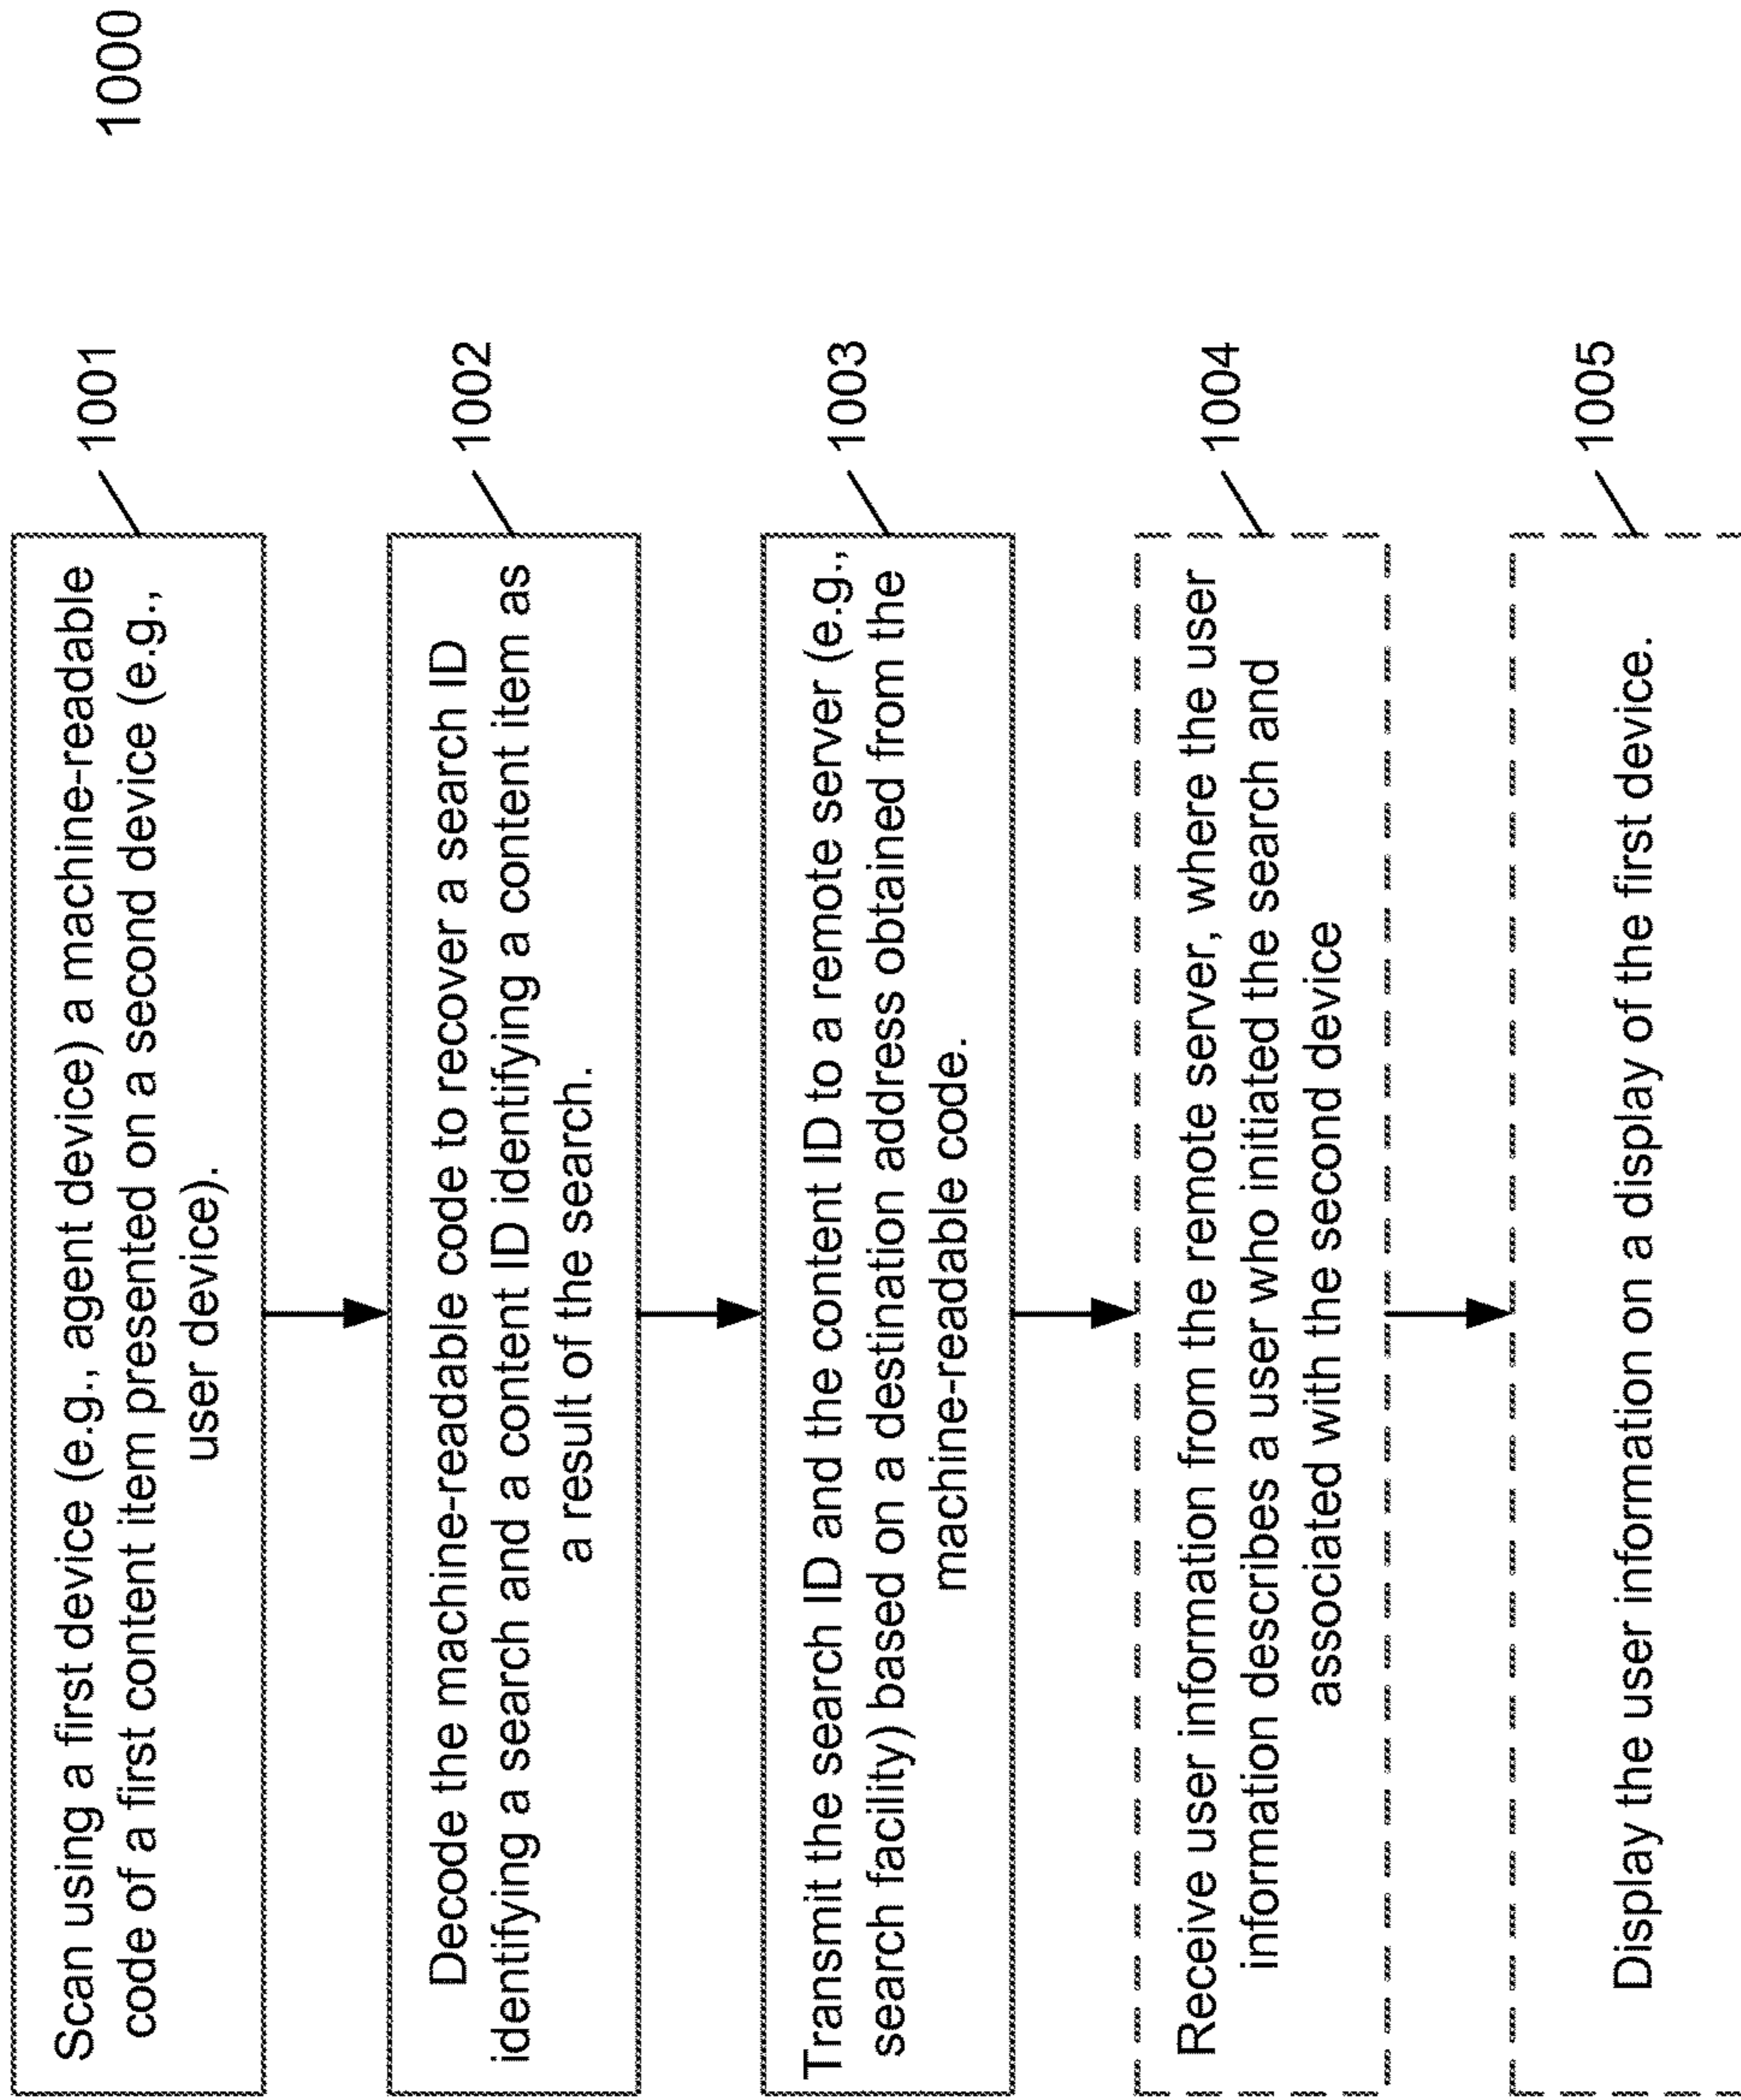 1000
Scan using a first device (e.g., agent device) a machine-readable
code of a first content item presented on a second device (e.g.,
user device).
1001
Decode the machine-readable code to recover a search ID
identifying a search and a content ID identifying a content item as
a result of the search.
1002
Transmit the search ID and the content ID to a remote server (e.g.,
search facility) based on a destination address obtained from the
machine-readable code.
1003
Receive user information from the remote server, where the user
information describes a user who initiated the search and
associated with the second device
1004
Display the user information on a display of the first device.
1005